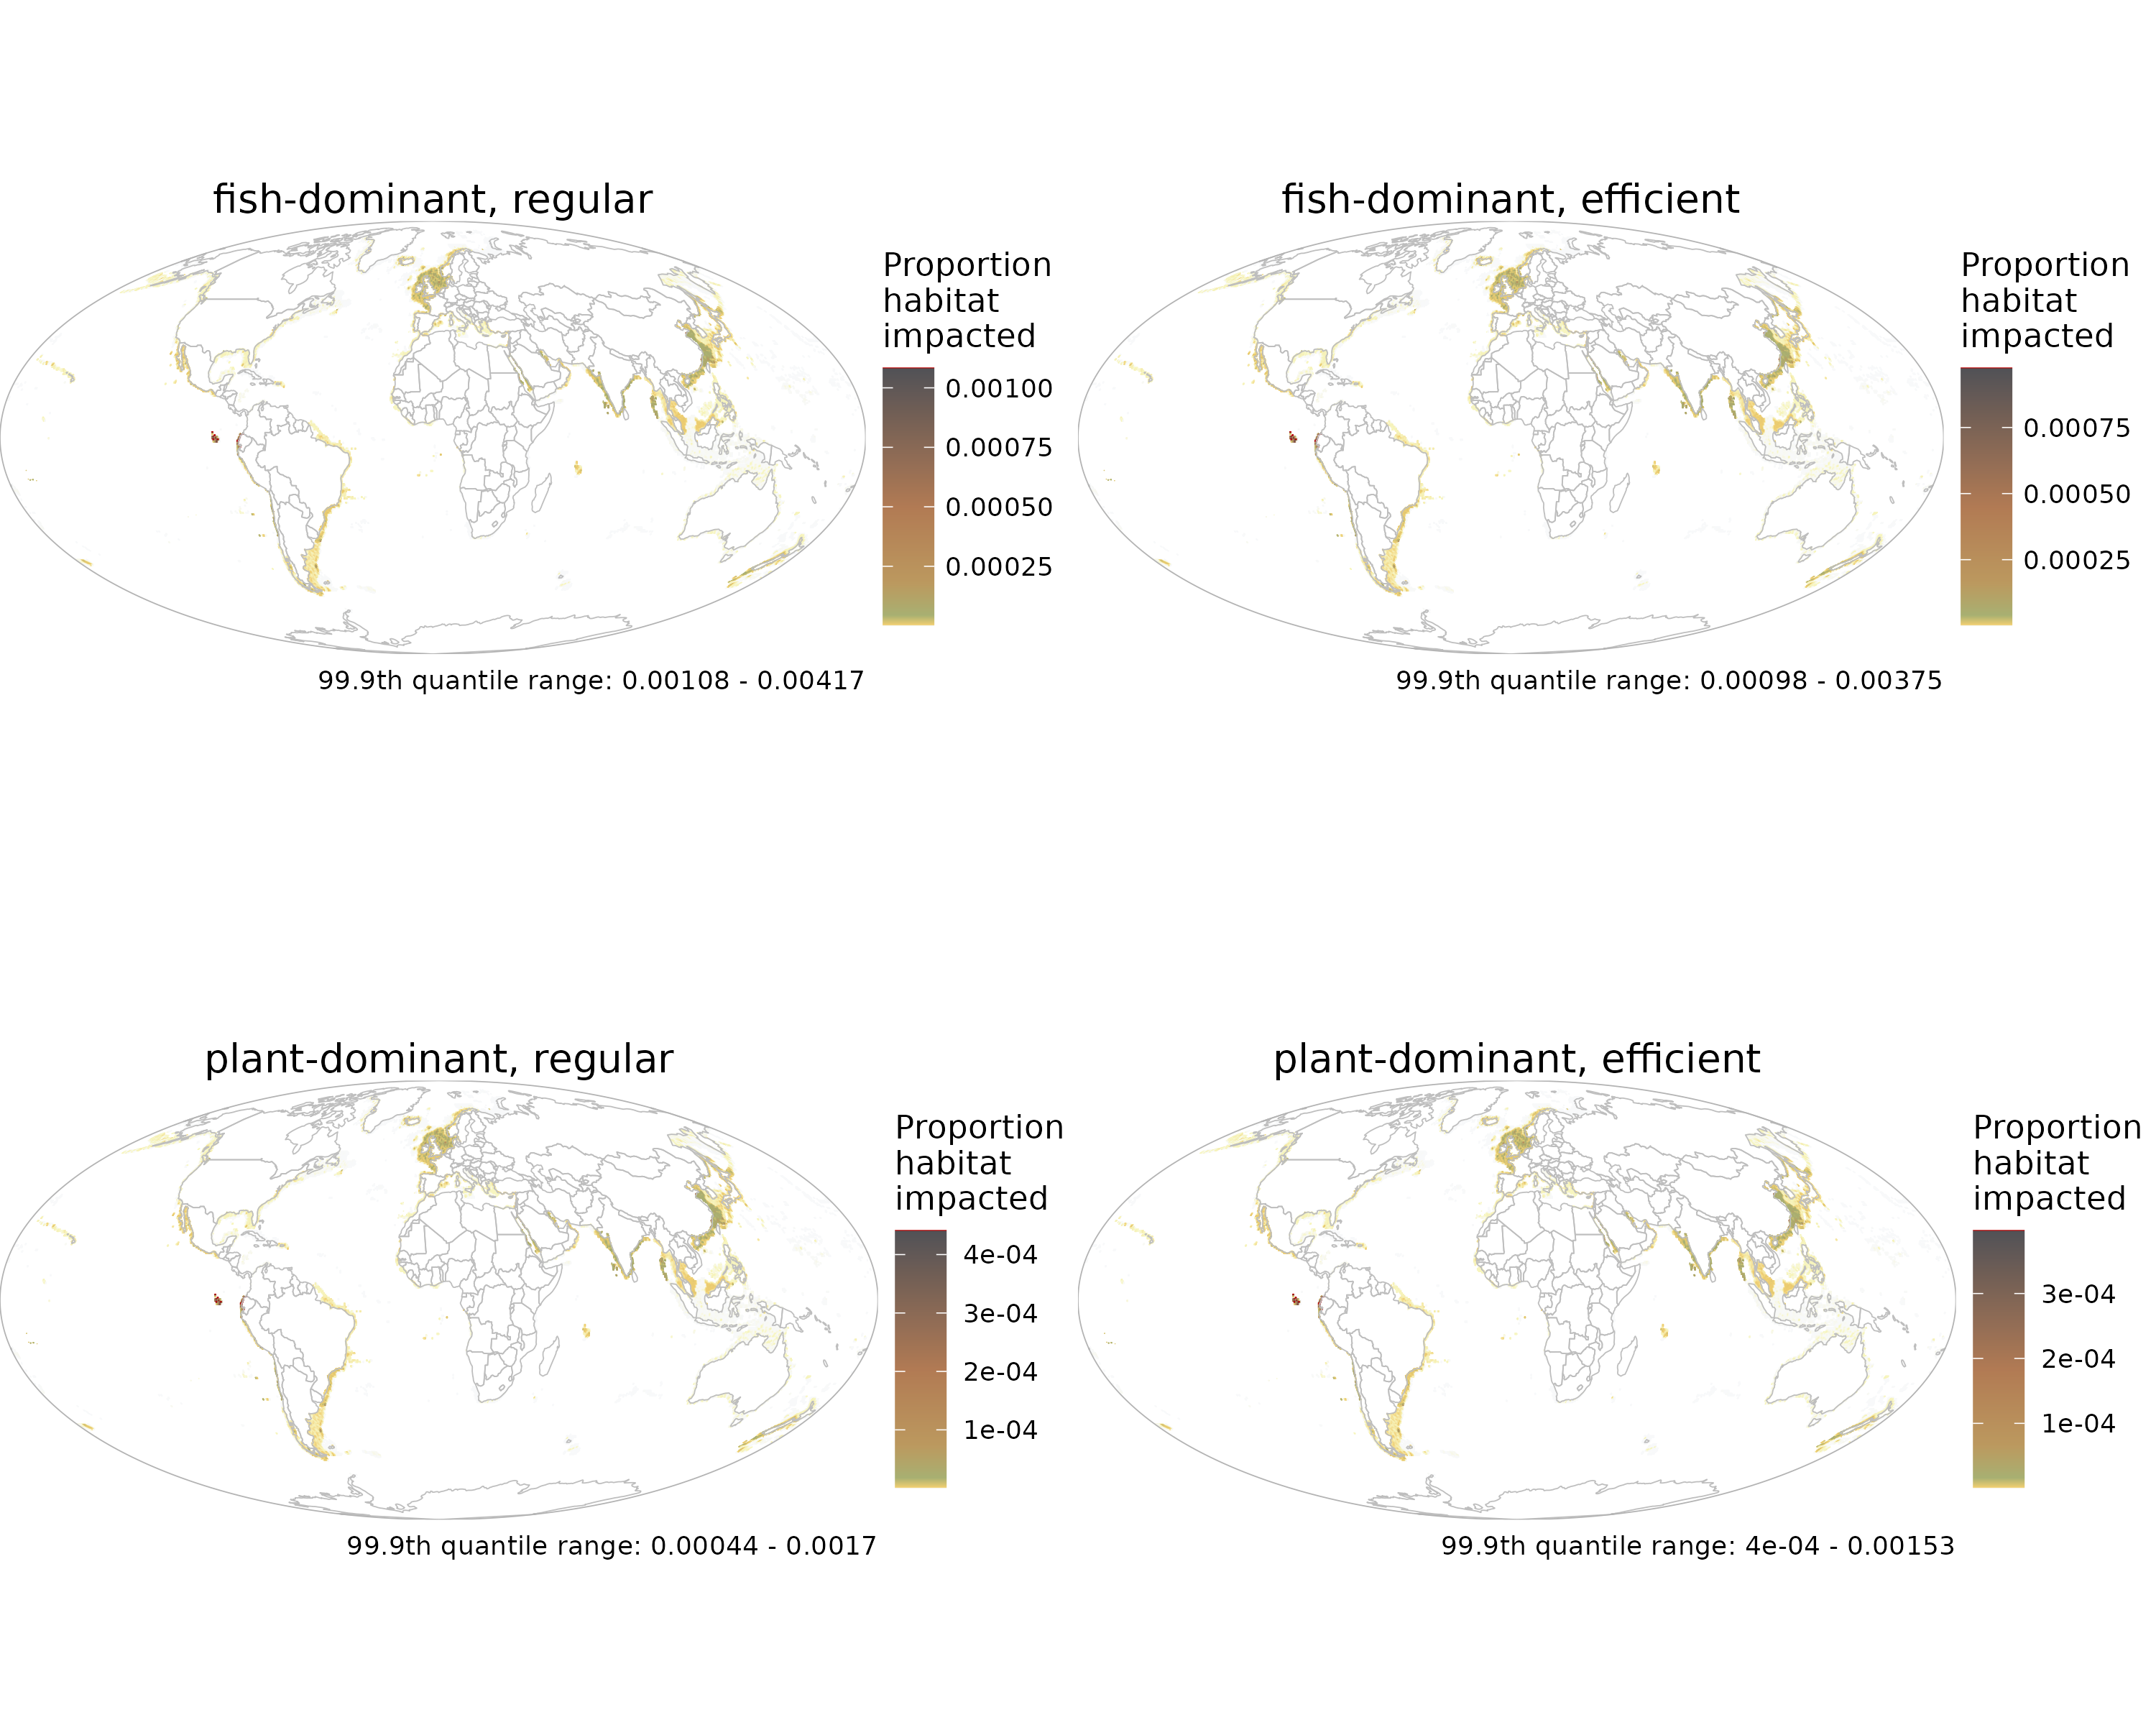 fish-dominant, regular
Proportion
habitat
impacted
0.00100
0.00075
0.00050
0.00025
99.9th quantile range: 0.00108 - 0.00417
fish-dominant, efficient
Proportion
habitat
impacted
0.00075
0.00050
0.00025
99.9th quantile range: 0.00098 - 0.00375
plant-dominant, regular
Proportion
habitat
impacted
4e-04
3e-04
2e-04
1e-04
99.9th quantile range: 0.00044 - 0.0017
plant-dominant, efficient
Proportion
habitat
impacted
3e-04
2e-04
1e-04
99.9th quantile range: 4e-04 - 0.00153